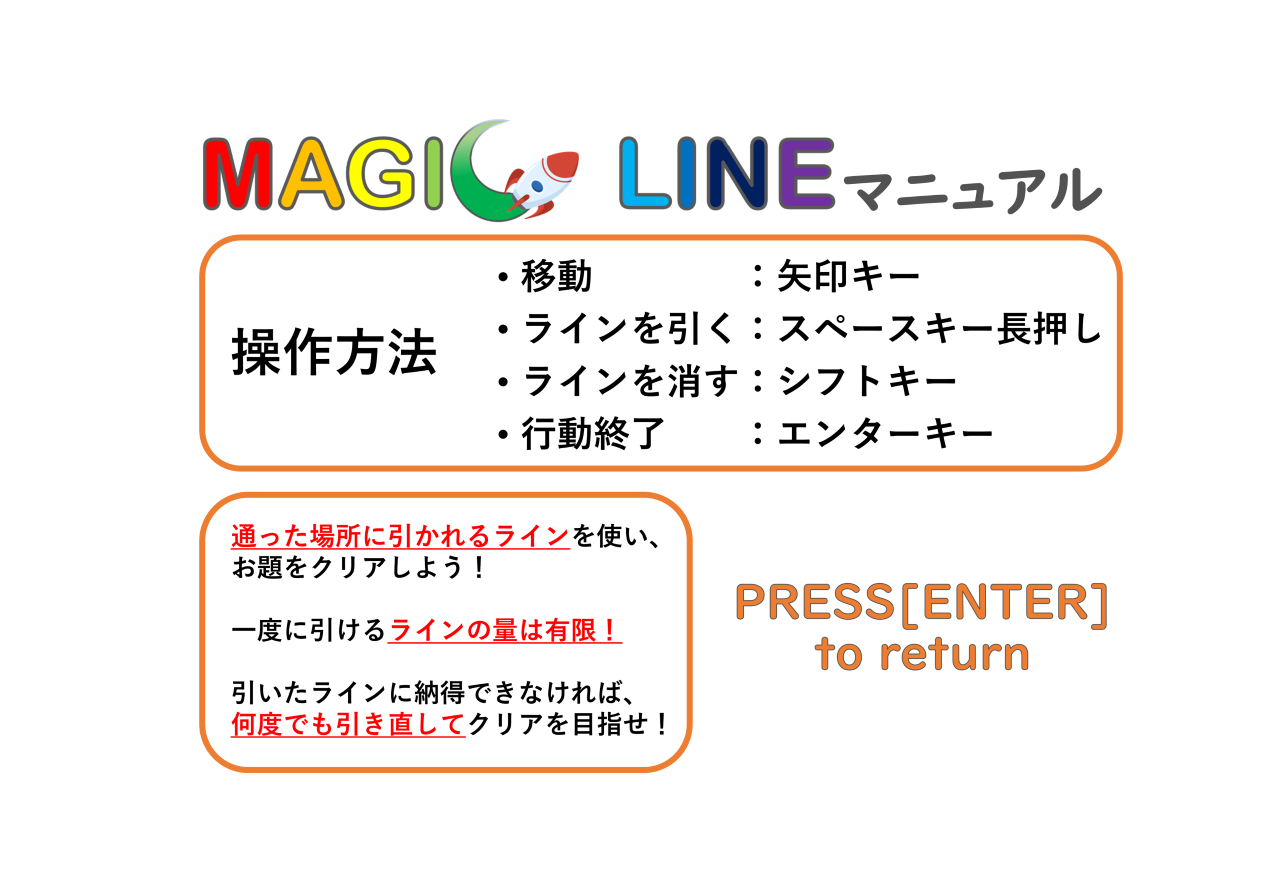 MAGIC LINEマニュアル
操作方法
・移動　　　　：矢印キー
・ラインを引く：スペースキー長押し
・ラインを消す：シフトキー
・行動終了　　：エンターキー
通った場所に引かれるラインを使い、
お題をクリアしよう！
一度に引けるラインの量は有限！
引いたラインに納得できなければ、
何度でも引き直してクリアを目指せ！
PRESS[ENTER]
to return